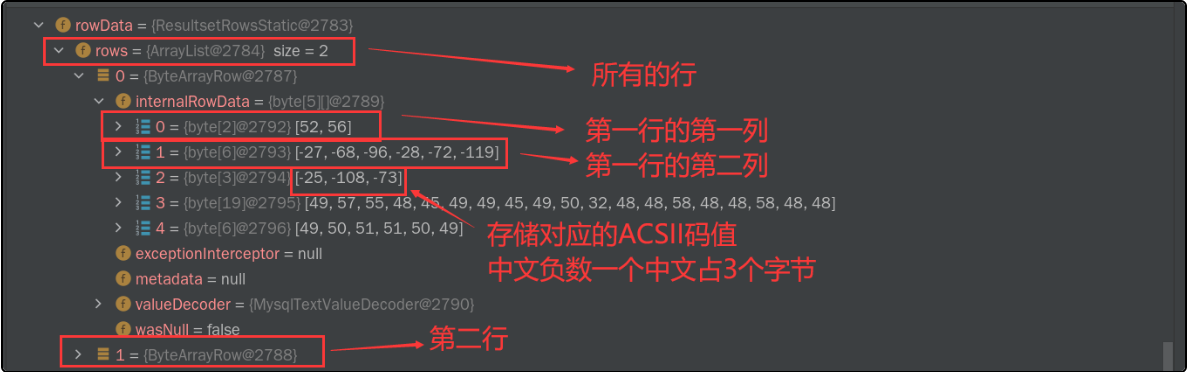 rowData = {ResultsetRowsStatic@2783}
rows = {ArrayList@2784} size = 2
所有的行
0 = {ByteArrayRow@2787}
internalRowData = {byte[5][]@2789}
0 = {byte[2]@2792} [52, 56]
第一行的第一列
1 = {byte[6]@2793} [-27, -68, -96, -28, -72, -119]
第一行的第二列
2 = {byte[3]@2794} [-25, -108, -73]
3 = {byte[19]@2795} [49, 57, 55, 48, 45, 49, 49, 45, 49, 50, 32, 48, 48, 58, 48, 48, 58, 48, 48]
4 = {byte[6]@2796} [49, 50, 51, 51, 50, 49]
存储对应的ACSII码值
中文负数一个中文占3个字节
exceptionInterceptor = null
metadata = null
valueDecoder = {MysqlTextValueDecoder@2790}
wasNull = false
第二行
1 = {ByteArrayRow@2788}